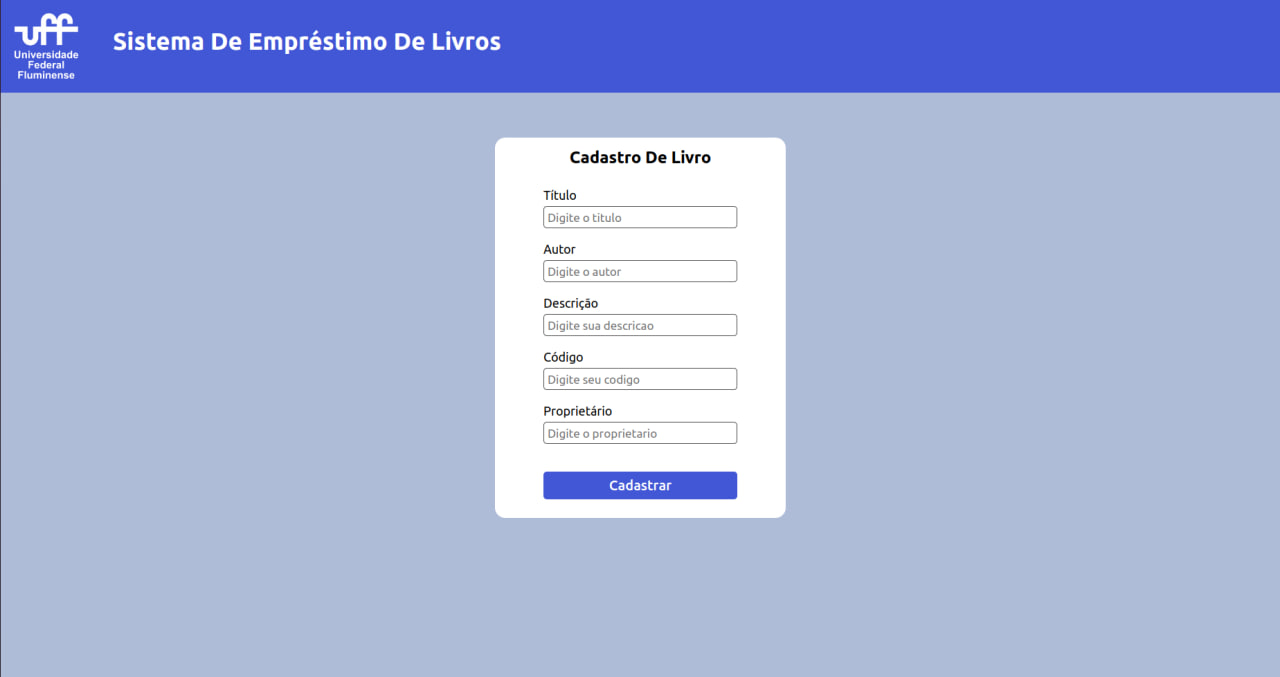 uff
Universidade
Federal
Fluminense
Sistema De Empréstimo De Livros
Cadastro De Livro
Título
Digite o titulo
Autor
Digite o autor
Descrição
Digite sua descricao
Código
Digite seu codigo
Proprietário
Digite o proprietario
Cadastrar